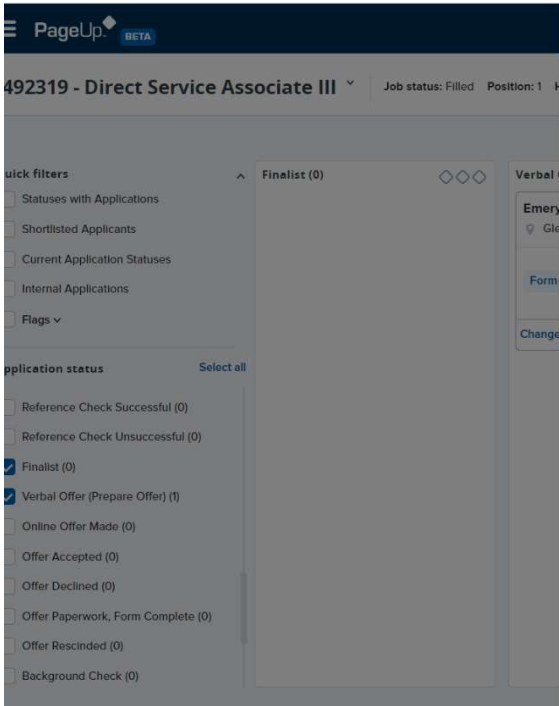 PageUp. BETA
492319 - Direct Service Associate III Job status: Filled Position: 1 H
uick filters
Statuses with Applications
Shortlisted Applicants
Current Application Statuses
Internal Applications
Flags
pplication status Select all
Reference Check Successful (0)
Reference Check Unsuccessful (0)
Finalist (0)
Verbal Offer (Prepare Offer) (1)
Online Offer Made (0)
Offer Accepted (0)
Offer Declined (0)
Offer Paperwork, Form Complete (0)
Offer Rescinded (0)
Background Check (0)
Finalist (0)
Verbal
Emery
Gle
Form
Change